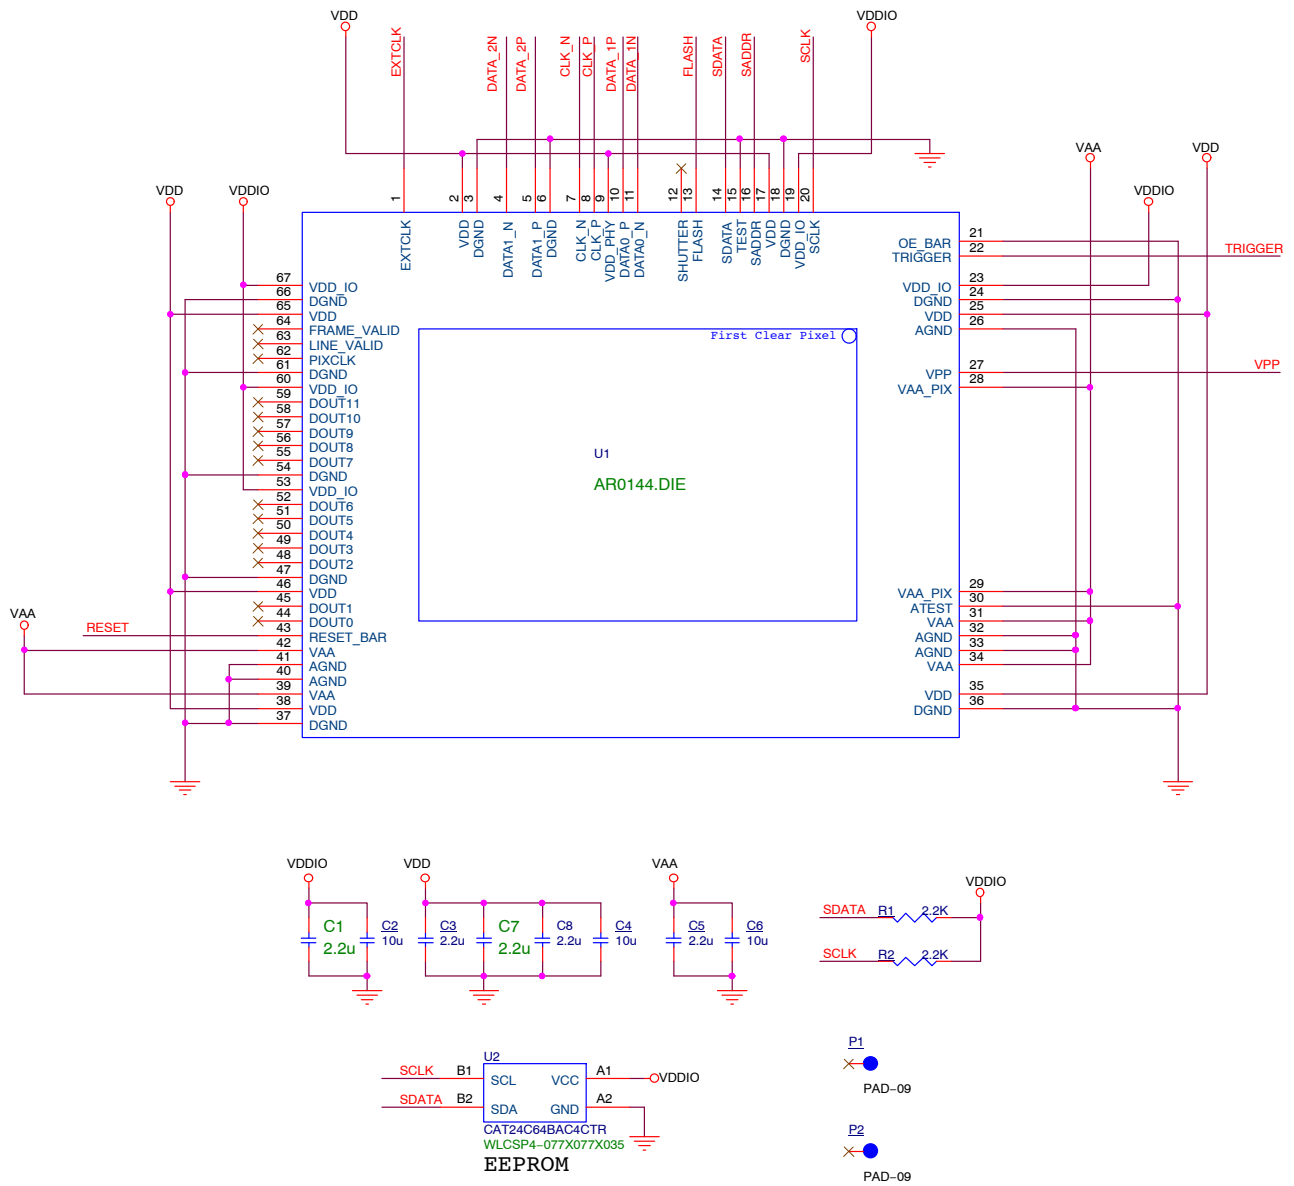 VDD
VDDIO
EXTCLK
DATA_2N
DATA_2P
CLK_N
CLK_P
DATA_1P
DATA_1N
FLASH
SDATA
SADDR
SCLK
VDD
VDDIO
VAA
VDD
VDDIO
1
2
3
4
5
6
7
8
9
10
11
12
13
14
15
16
17
18
19
20
EXTCLK
VDD
DGND
DATA1_N
DATA1_P
DGND
CLK_N
CLK_P
VDD_PHY
DATA0_P
DATA0_N
SHUTTER
FLASH
SDATA
TEST
SADDR
VDD
DGND
VDD_IO
SCLK
67 VDD_IO
66 DGND
65 VDD
64 FRAME_VALID
63 LINE_VALID
62 PIXCLK
61 DGND
60 VDD_IO
59 DOUT11
58 DOUT10
57 DOUT9
56 DOUT8
55 DOUT7
54 DGND
53 VDD_IO
52 DOUT6
51 DOUT5
50 DOUT4
49 DOUT3
48 DOUT2
47 DGND
46 VDD
45 DOUT1
44 DOUT0
43 RESET_BAR
42 VAA
41 AGND
40 AGND
39 VAA
38 VDD
37 DGND
VAA
RESET
First Clear Pixel
U1
AR0144.DIE
OE_BAR 21
TRIGGER 22
TRIGGER
VDD_IO 23
DGND 24
VDD 25
AGND 26
VPP 27
VPP
VAA_PIX 28
VAA_PIX 29
ATEST 30
VAA 31
AGND 32
AGND 33
VAA 34
VDD 35
DGND 36
VDDIO
C1
2.2u
C2
10u
VDD
C3
2.2u
C7
2.2u
C8
2.2u
C4
10u
VAA
C5
2.2u
C6
10u
VDDIO
SDATA R1 2.2K
SCLK R2 2.2K
U2
SCLK B1 SCL VCC A1 VDDIO
SDATA B2 SDA GND A2
CAT24C64BAC4CTR
WLCSP4-077X077X035
EEPROM
P1
PAD-09
P2
PAD-09